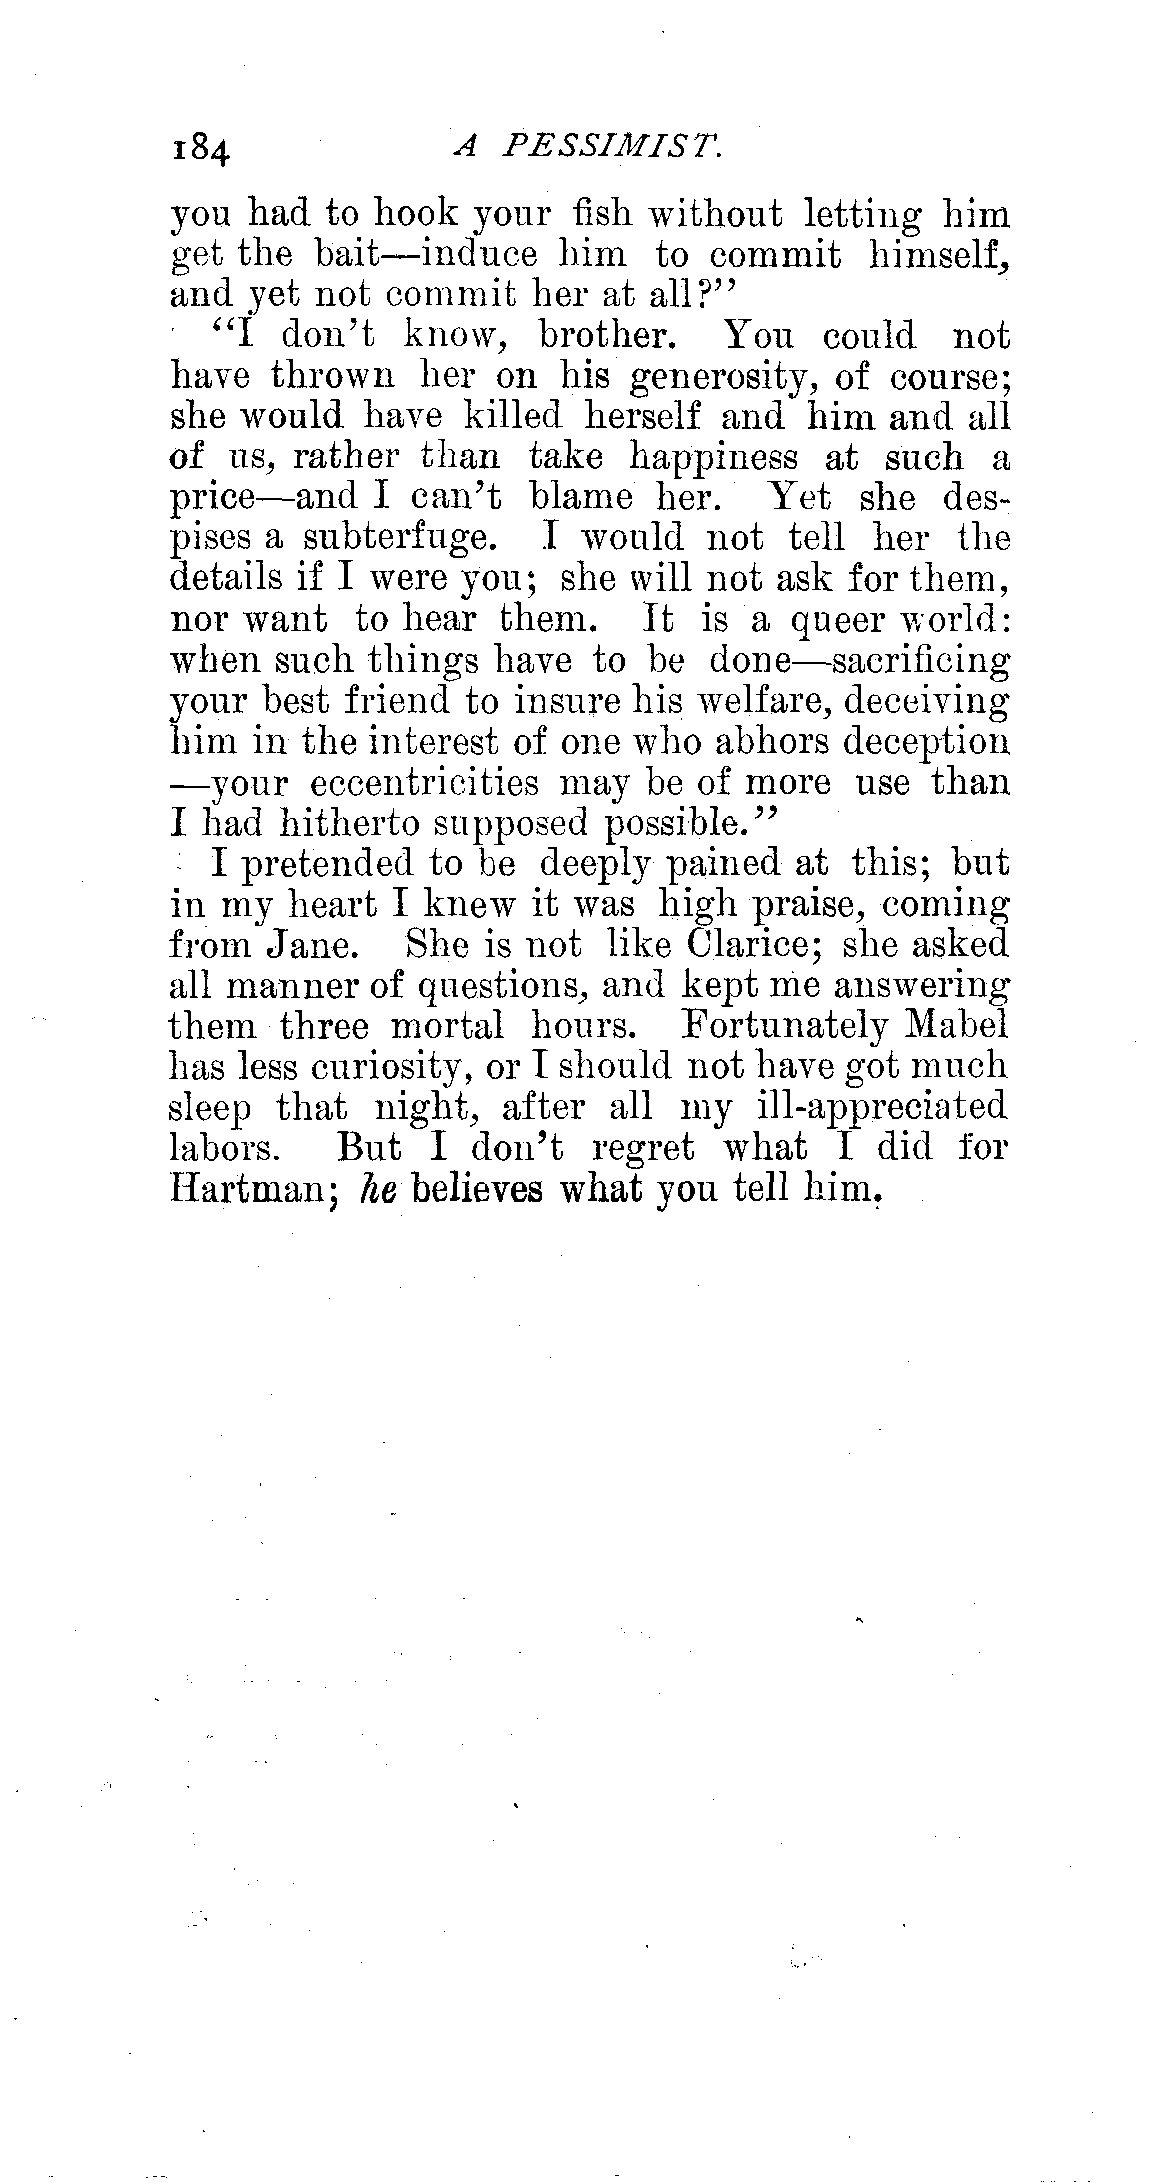 184 A PESSIMIST.
you had to hook your fish without letting him
get the bait—induce him to commit himself,
and yet not commit her at all?”
“I don’t know, brother. You could not
have thrown her on his generosity, of course;
she would have killed herself and him and all
of us, rather than take happiness at such a
price—and I can’t blame her. Yet she des-
pises a subterfuge. I would not tell her the
details if I were you; she will not ask for them,
nor want to hear them. It is a queer world:
when such things have to be done—sacrificing
your best friend to insure his welfare, deceiving
him in the interest of one who abhors deception
—your eccentricities may be of more use than
I had hitherto supposed possible.”
I pretended to be deeply pained at this; but
in my heart I knew it was high praise, coming
from Jane. She is not like Clarice; she asked
all manner of questions, and kept me answering
them three mortal hours. Fortunately Mabel
has less curiosity, or I should not have got much
sleep that night, after all my ill-appreciated
labors. But I don’t regret what I did for
Hartman; he believes what you tell him.